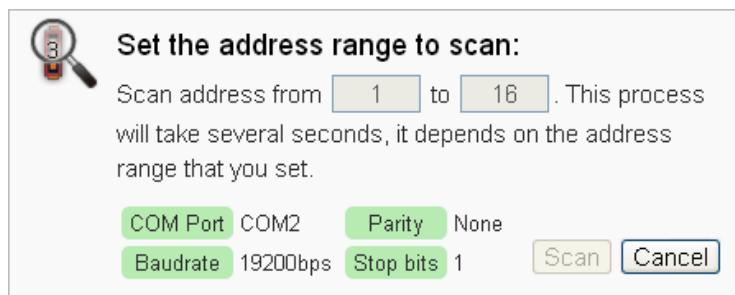 3
Set the address range to scan:
Scan address from 1 to 16 . This process
will take several seconds, it depends on the address
range that you set.
COM Port COM2 Parity None
Baudrate 19200bps Stop bits 1 Scan Cancel